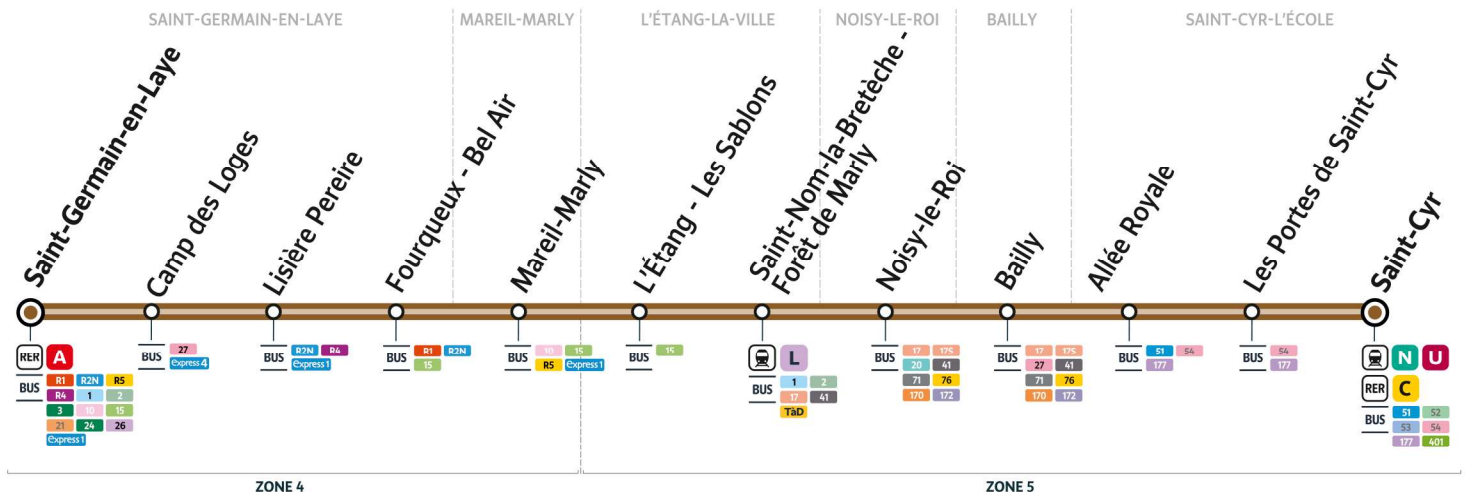 SAINT-GERMAIN-EN-LAYE
MAREIL-MARLY
L'ÉTANG-LA-VILLE
NOISY-LE-ROI
BAILLY
SAINT-CYR-L'ÉCOLE
Saint-Germain-en-Laye
Camp des Loges
Lisière Pereire
Fourqueux - Bel Air
Mareil-Marly
L'Étang - Les Sablons
Saint-Nom-la-Bretèche -
Forêt de Marly
Noisy-le-Roi
Bailly
Allée Royale
Les Portes de Saint-Cyr
Saint-Cyr
RER A
BUS
R1 R2N R5
R4 1 2
3 10 15
21 24 26
Express 1
BUS
27
Express 4
BUS
R2N R4
Express 1
BUS
R1 R2N
15
BUS
10 15
R5 Express 1
BUS
15
L
BUS
1 2
17 41
TàD
BUS
17 17S
20 41
71 76
170 172
BUS
17 17S
27 41
71 76
170 172
BUS
51 54
177
BUS
54
177
N U
RER C
BUS
51 52
53 54
177 401
ZONE 4
ZONE 5